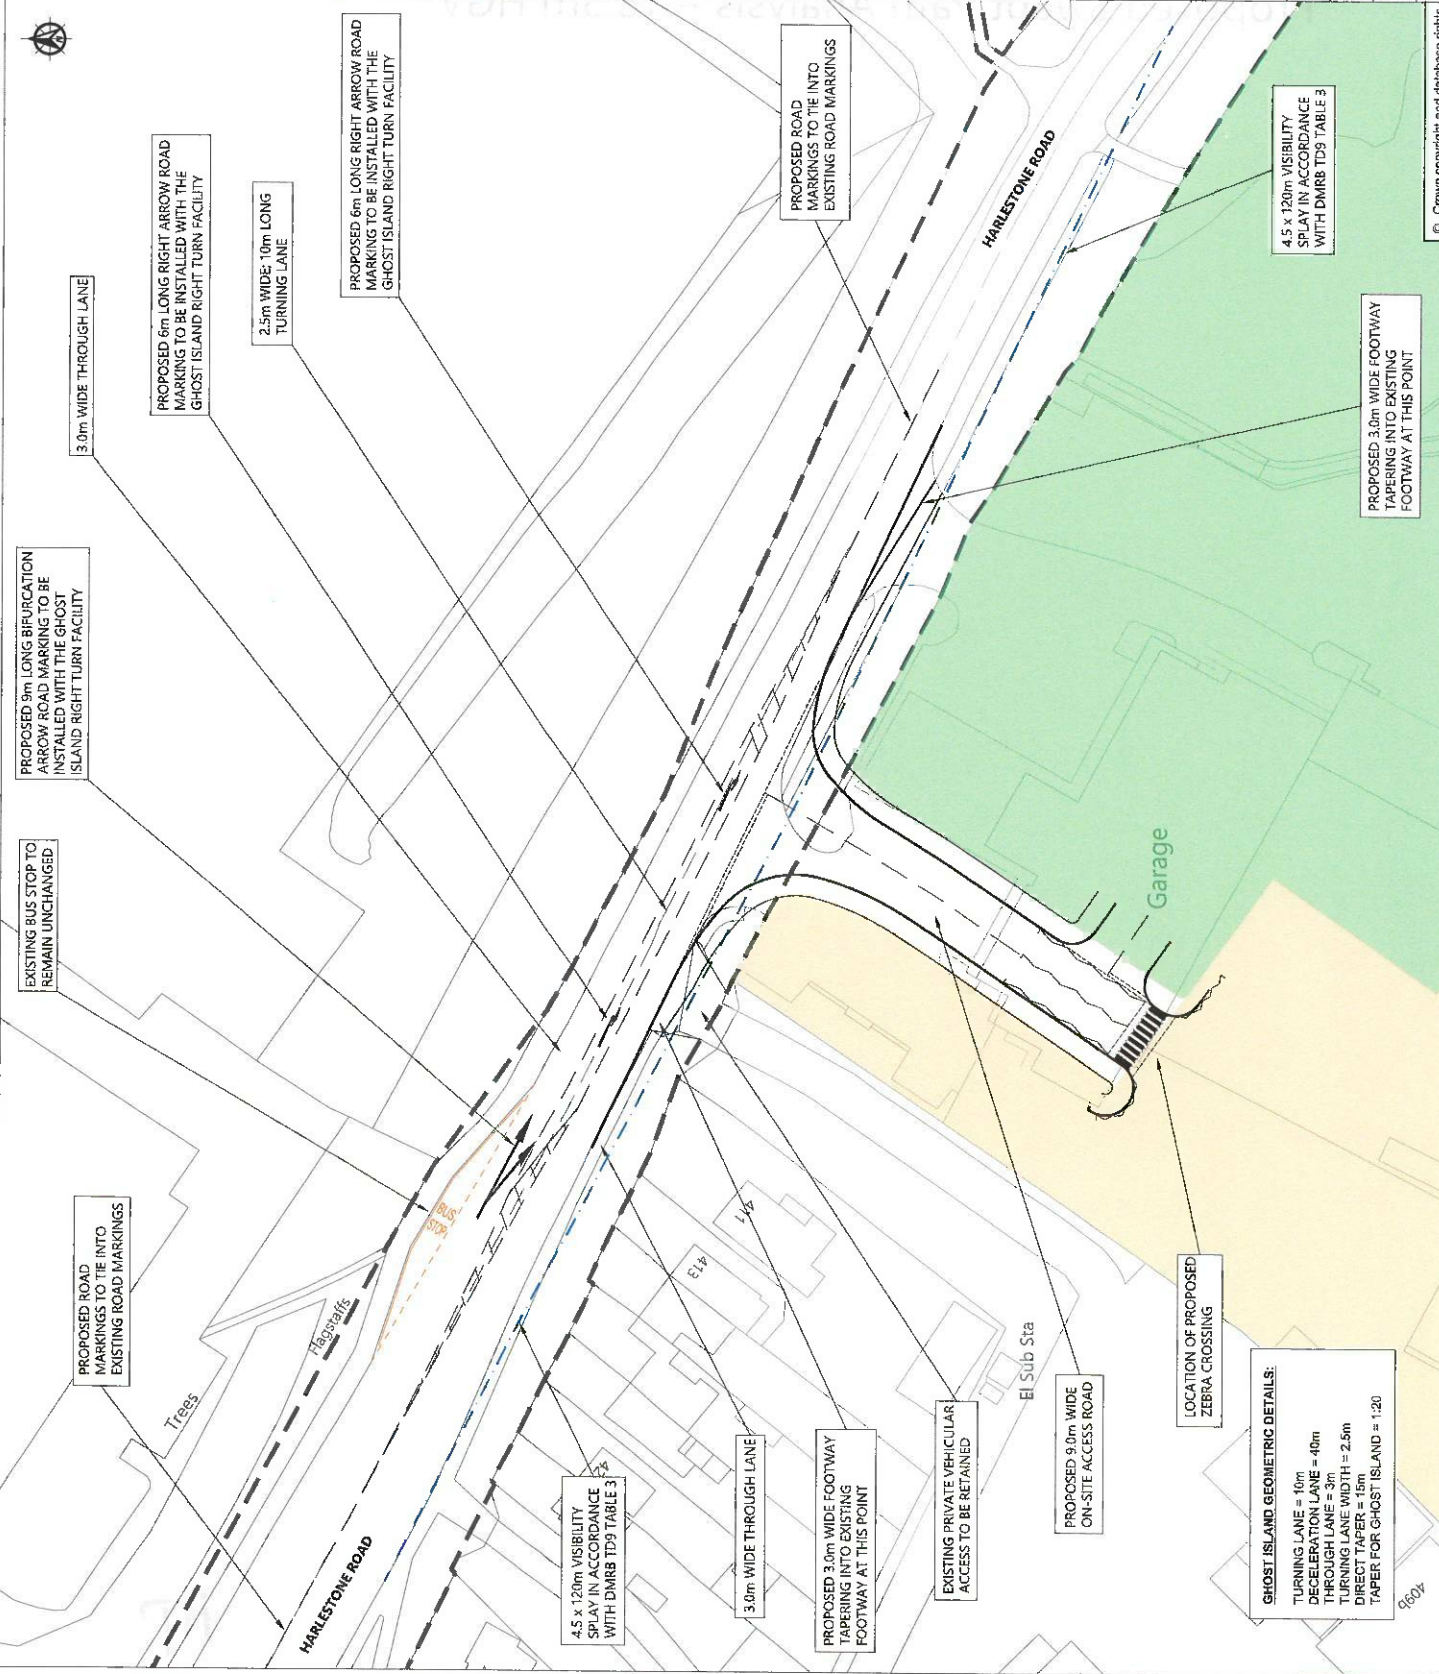 PROPOSED 6m LONG RIGHT ARROW ROAD
MARKING TO BE INSTALLED WITH THE
GHOST ISLAND RIGHT TURN FACILITY
PROPOSED 6m LONG RIGHT ARROW ROAD
MARKING TO BE INSTALLED WITH THE
GHOST ISLAND RIGHT TURN FACILITY
2.5m WIDE; 10m LONG
TURNING LANE
3.0m WIDE THROUGH LANE
PROPOSED 9m LONG BIFURCATION
ARROW ROAD MARKING TO BE
INSTALLED WITH THE GHOST
ISLAND RIGHT TURN FACILITY
EXISTING BUS STOP TO
REMAIN UNCHANGED
PROPOSED ROAD
MARKINGS TO TIE INTO
EXISTING ROAD MARKINGS
PROPOSED ROAD
MARKINGS TO TIE INTO
EXISTING ROAD MARKINGS
HARLESTONE ROAD
4.5 x 120m VISIBILITY
SPLAY IN ACCORDANCE
WITH DMRB TD9 TABLE 3
PROPOSED 3.0m WIDE FOOTWAY
TAPERING INTO EXISTING
FOOTWAY AT THIS POINT
© Crown copyright and database rights
Garage
BUS
STOP
Flagstaffs
Trees
411
413
El Sub Sta
HARLESTONE ROAD
4.5 x 120m VISIBILITY
SPLAY IN ACCORDANCE
WITH DMRB TD9 TABLE 3
3.0m WIDE THROUGH LANE
PROPOSED 3.0m WIDE FOOTWAY
TAPERING INTO EXISTING
FOOTWAY AT THIS POINT
EXISTING PRIVATE VEHICULAR
ACCESS TO BE RETAINED
PROPOSED 9.0m WIDE
ON-SITE ACCESS ROAD
LOCATION OF PROPOSED
ZEBRA CROSSING
GHOST ISLAND GEOMETRIC DETAILS:
TURNING LANE = 10m
DECELERATION LANE = 40m
THROUGH LANE = 3m
TURNING LANE WIDTH = 2.5m
DIRECT TAPER = 15m
TAPER FOR GHOST ISLAND = 1:20
409b